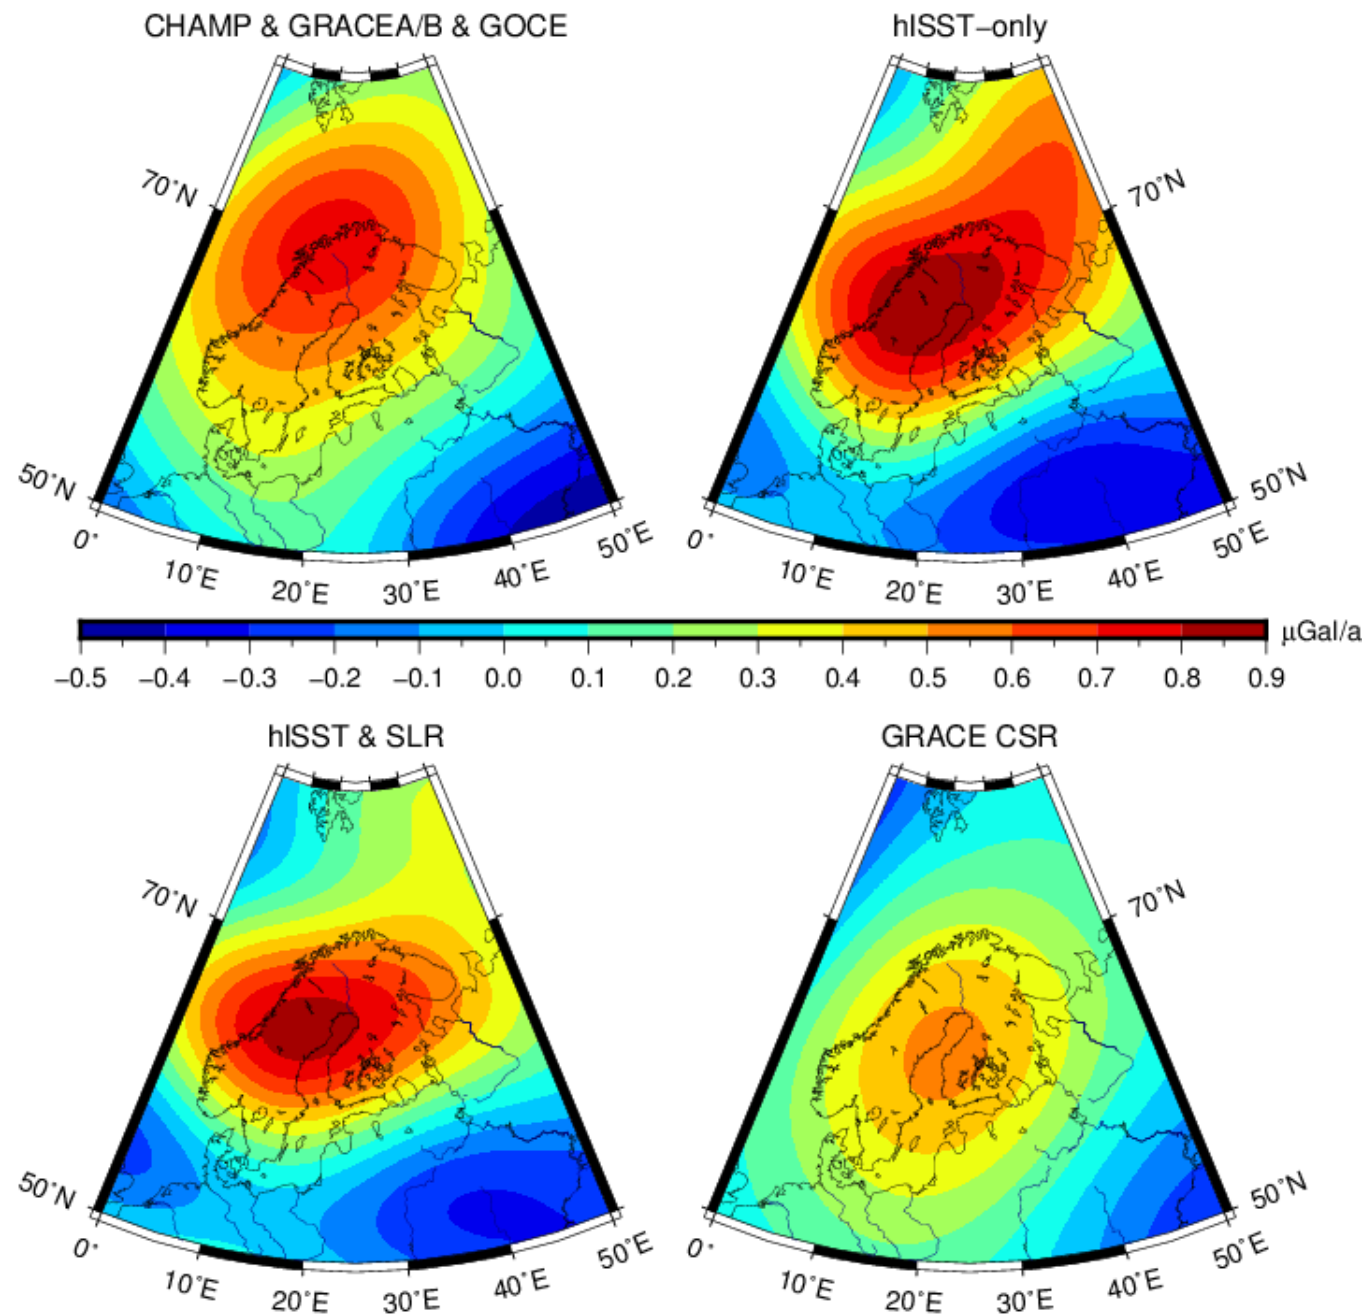 CHAMP & GRACEA/B & GOCE
hlSST−only
70˚N
70˚N
50˚N
50˚N
0˚
10˚E
20˚E
30˚E
40˚E
50˚E
0˚
10˚E
20˚E
30˚E
40˚E
50˚E
μGal/a
−0.5 −0.4 −0.3 −0.2 −0.1 0.0 0.1 0.2 0.3 0.4 0.5 0.6 0.7 0.8 0.9
hlSST & SLR
GRACE CSR
70˚N
70˚N
50˚N
50˚N
0˚
10˚E
20˚E
30˚E
40˚E
50˚E
0˚
10˚E
20˚E
30˚E
40˚E
50˚E